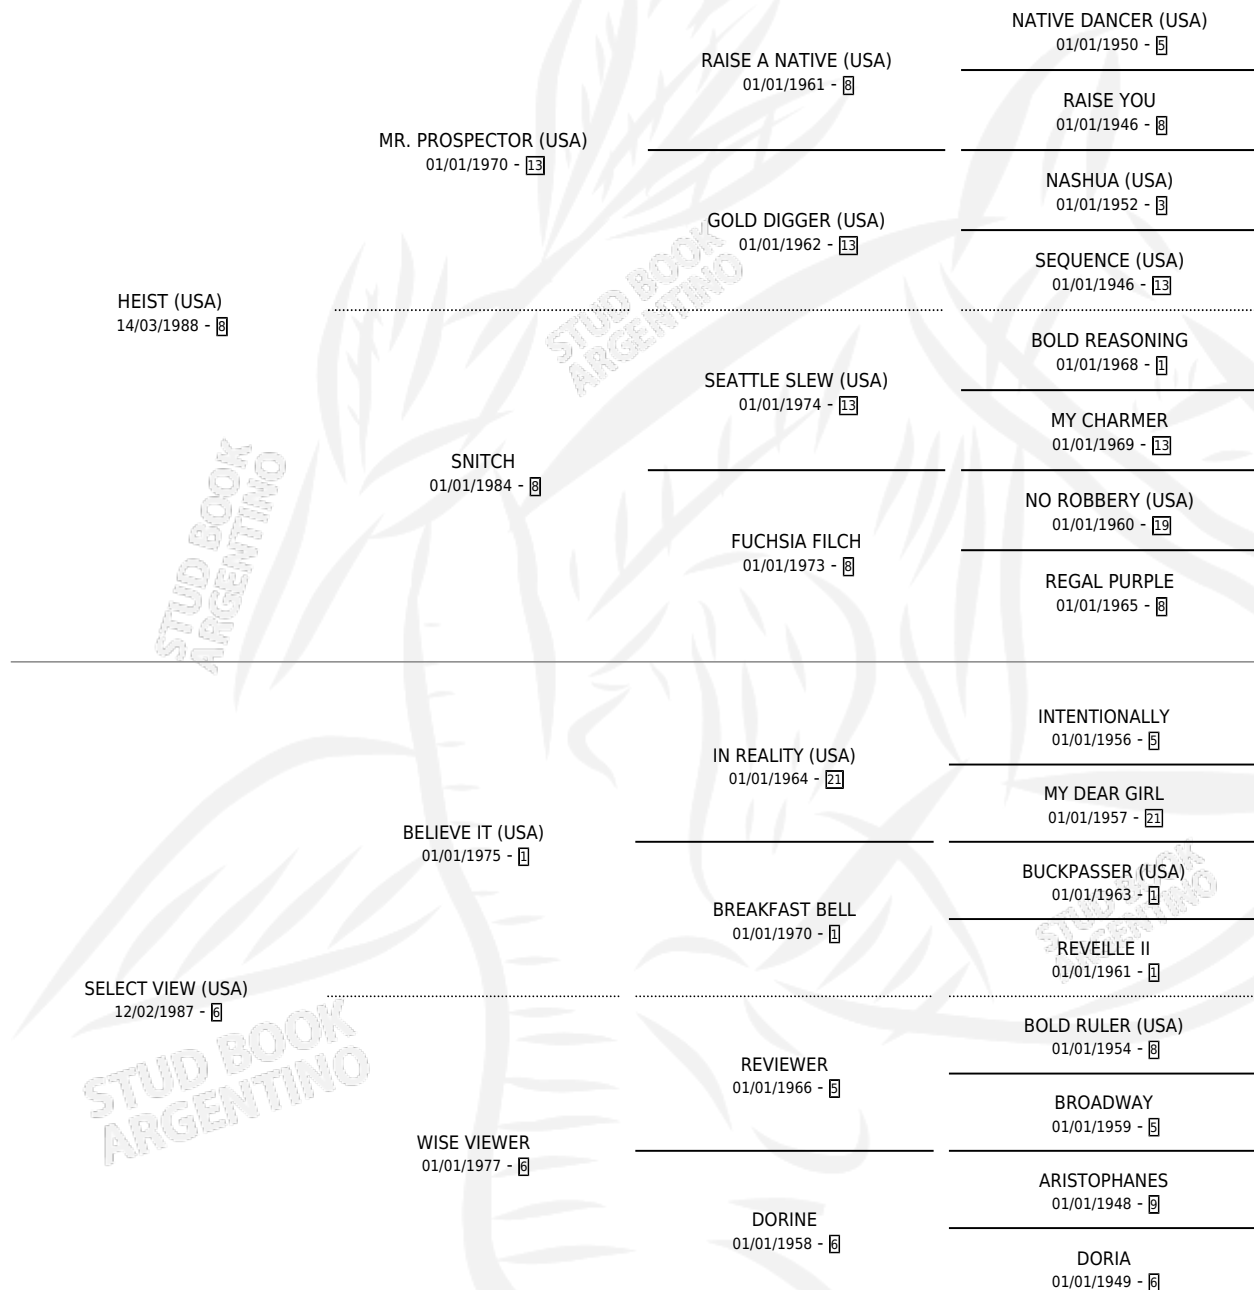 NATIVE DANCER (USA)
01/01/1950 - 5
RAISE A NATIVE (USA)
01/01/1961 - 8
RAISE YOU
01/01/1946 - 8
MR. PROSPECTOR (USA)
01/01/1970 - 13
NASHUA (USA)
01/01/1952 - 3
GOLD DIGGER (USA)
01/01/1962 - 13
SEQUENCE (USA)
01/01/1946 - 13
HEIST (USA)
14/03/1988 - 8
BOLD REASONING
01/01/1968 - 1
SEATTLE SLEW (USA)
01/01/1974 - 13
MY CHARMER
01/01/1969 - 13
SNITCH
01/01/1984 - 8
NO ROBBERY (USA)
01/01/1960 - 19
FUCHSIA FILCH
01/01/1973 - 8
REGAL PURPLE
01/01/1965 - 8
INTENTIONALLY
01/01/1956 - 5
IN REALITY (USA)
01/01/1964 - 21
MY DEAR GIRL
01/01/1957 - 21
BELIEVE IT (USA)
01/01/1975 - 1
BUCKPASSER (USA)
01/01/1963 - 1
BREAKFAST BELL
01/01/1970 - 1
REVEILLE II
01/01/1961 - 1
SELECT VIEW (USA)
12/02/1987 - 6
BOLD RULER (USA)
01/01/1954 - 8
REVIEWER
01/01/1966 - 5
BROADWAY
01/01/1959 - 5
WISE VIEWER
01/01/1977 - 6
ARISTOPHANES
01/01/1948 - 9
DORINE
01/01/1958 - 6
DORIA
01/01/1949 - 6
STUD BOOK
ARGENTINO
STUD BOOK
ARGENTINO
STUD BOOK
ARGENTINO
STUD BOOK
ARGENTINO